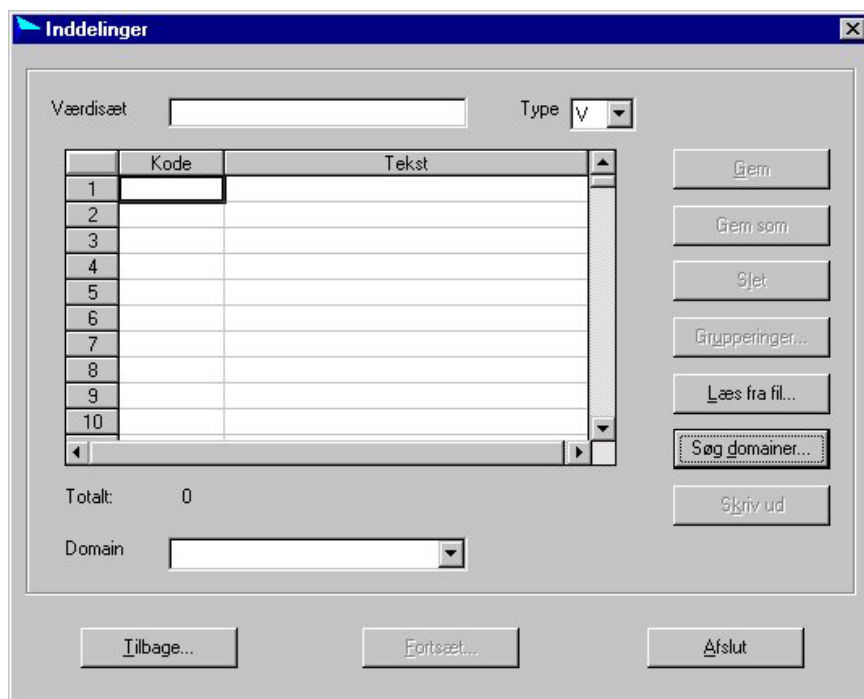 Inddelinger
Værdisæt Type V
Kode Tekst
1
2
3
4
5
6
7
8
9
10
Gem
Gem som
Slet
Grupperinger...
Læs fra fil...
Søg domainer...
Skriv ud
Totalt: 0
Domain
Tilbage... Fortsæt... Afslut